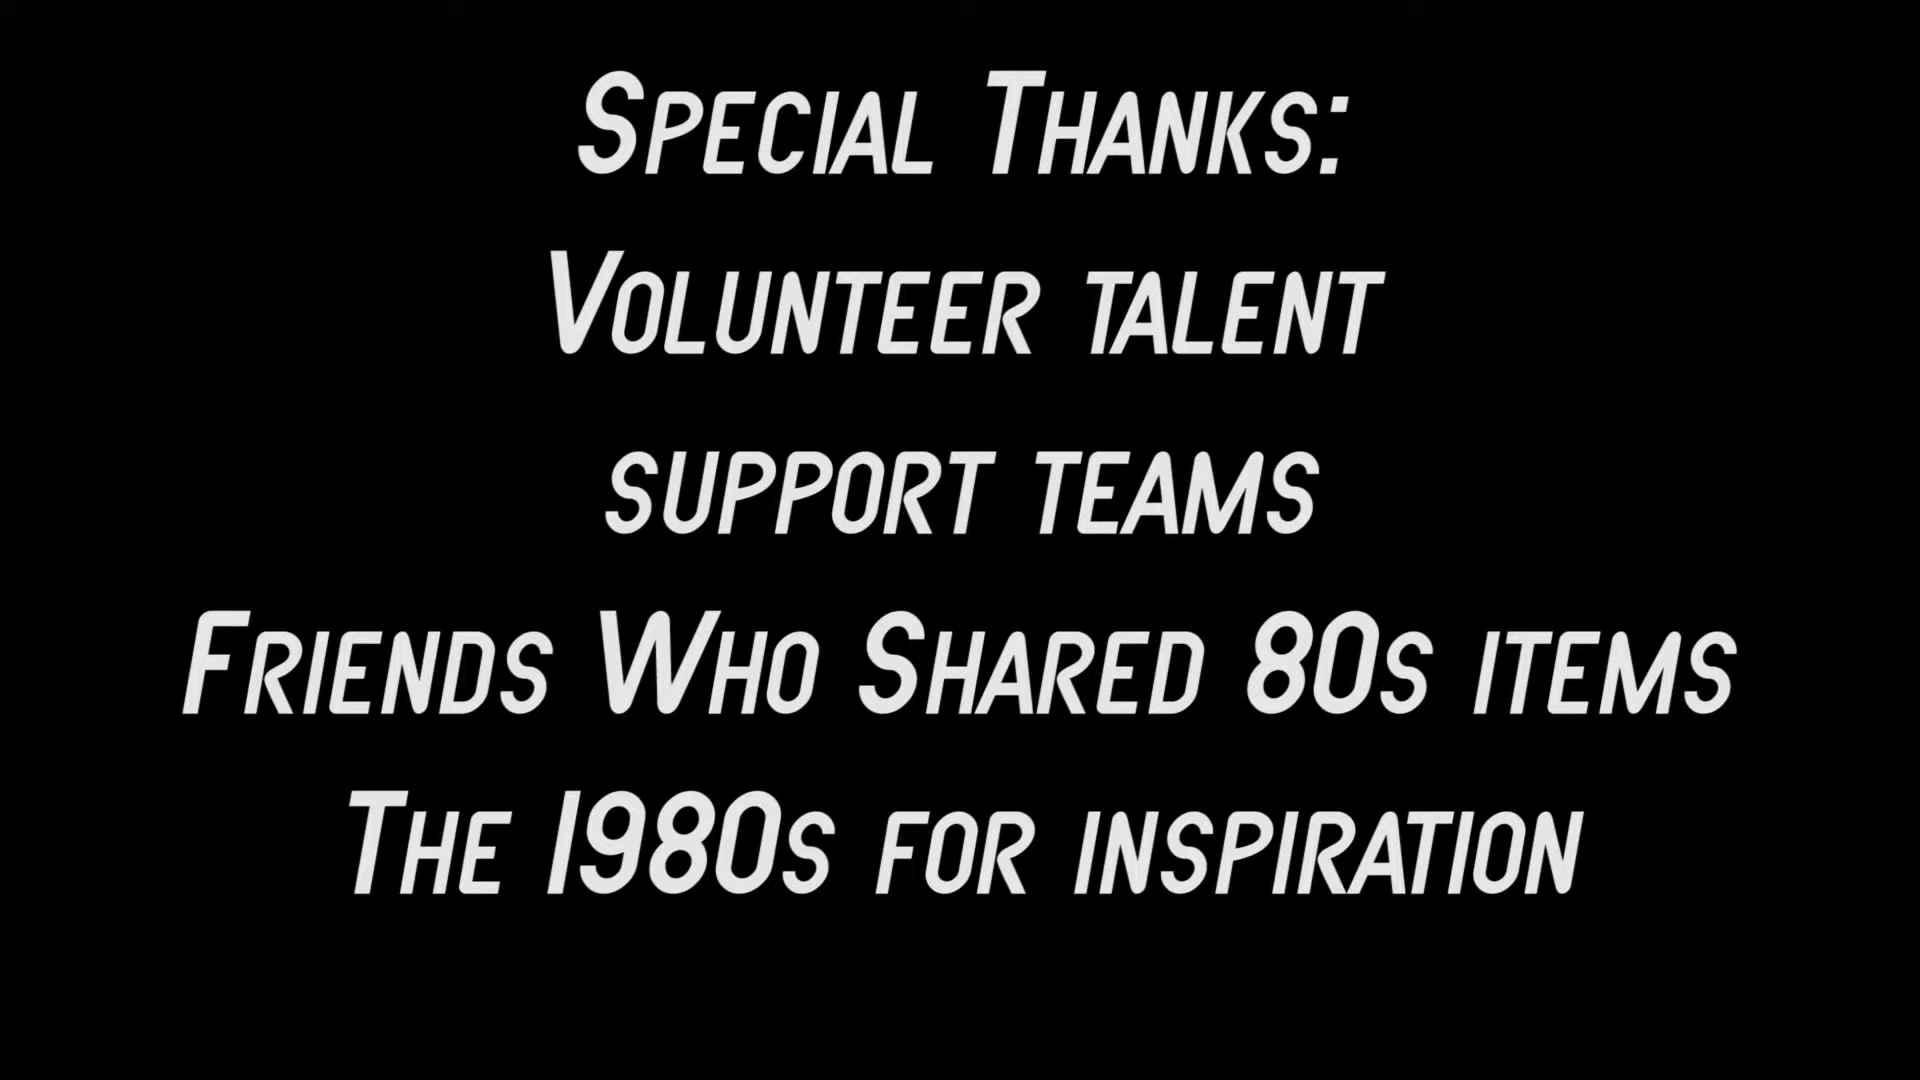 Special Thanks:
Volunteer talent
support teams
Friends Who Shared 80s items
The 1980s for inspiration